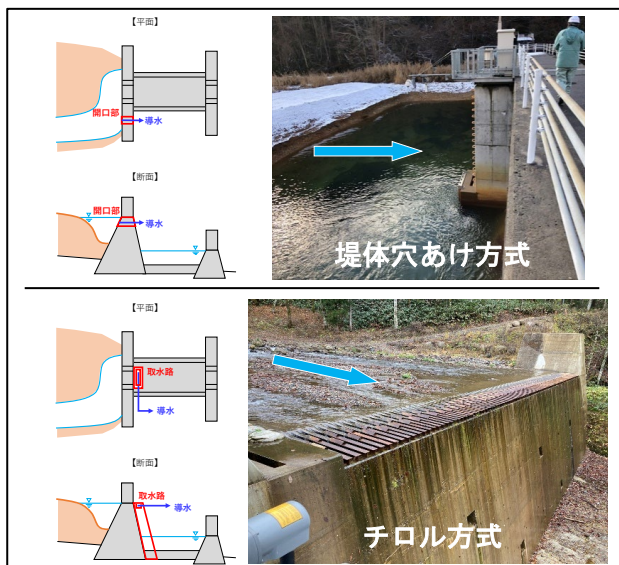 【平面】
開口部
導水
【断面】
開口部
導水
堤体穴あけ方式
【平面】
取水路
導水
【断面】
取水路
導水
チロル方式